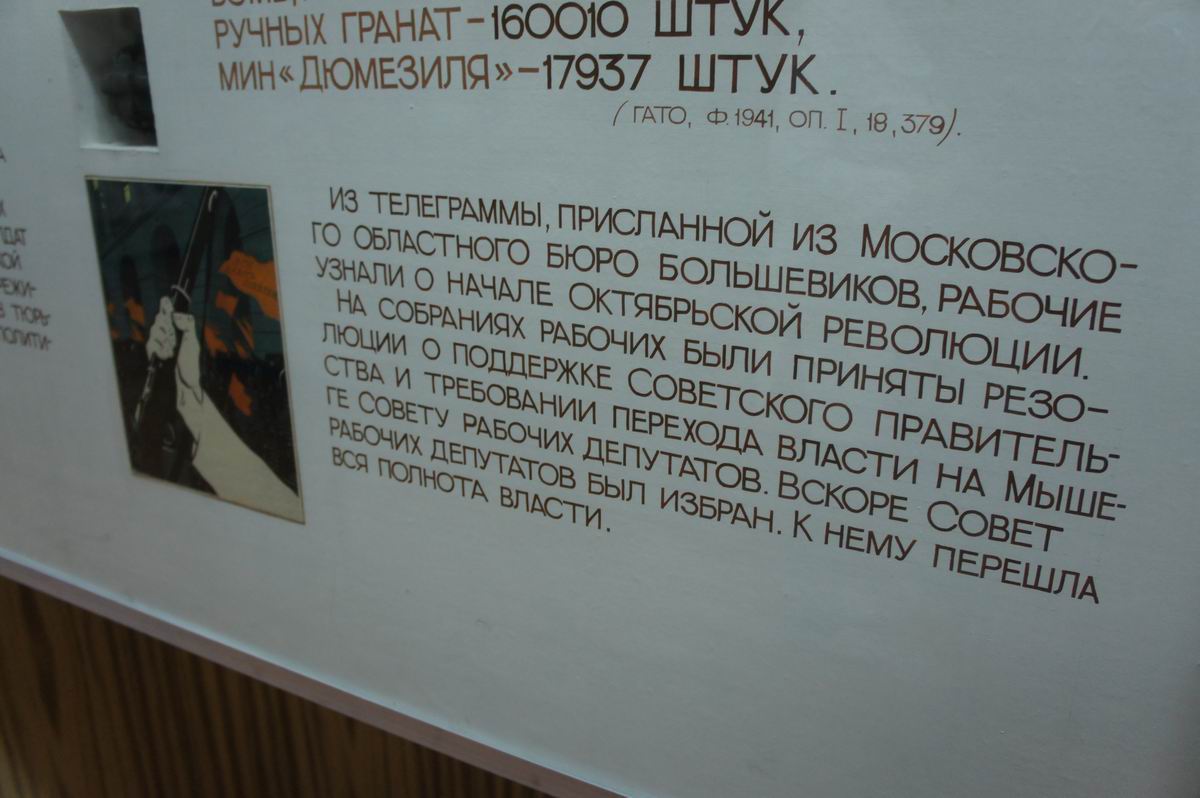 РУЧНЫХ ГРАНАТ – 160010 ШТУК,
МИН «ДЮМЕЗИЛЯ» – 17937 ШТУК.
(ГАТО, Ф. 1941, ОП. I, 18, 379).
ИЗ ТЕЛЕГРАММЫ, ПРИСЛАННОЙ ИЗ МОСКОВСКО-
ГО ОБЛАСТНОГО БЮРО БОЛЬШЕВИКОВ, РАБОЧИЕ
УЗНАЛИ О НАЧАЛЕ ОКТЯБРЬСКОЙ РЕВОЛЮЦИИ.
НА СОБРАНИЯХ РАБОЧИХ БЫЛИ ПРИНЯТЫ РЕЗО-
ЛЮЦИИ О ПОДДЕРЖКЕ СОВЕТСКОГО ПРАВИТЕЛЬ-
СТВА И ТРЕБОВАНИИ ПЕРЕХОДА ВЛАСТИ НА МЫШЕ-
ГЕ СОВЕТУ РАБОЧИХ ДЕПУТАТОВ. ВСКОРЕ СОВЕТ
РАБОЧИХ ДЕПУТАТОВ БЫЛ ИЗБРАН. К НЕМУ ПЕРЕШЛА
ВСЯ ПОЛНОТА ВЛАСТИ.